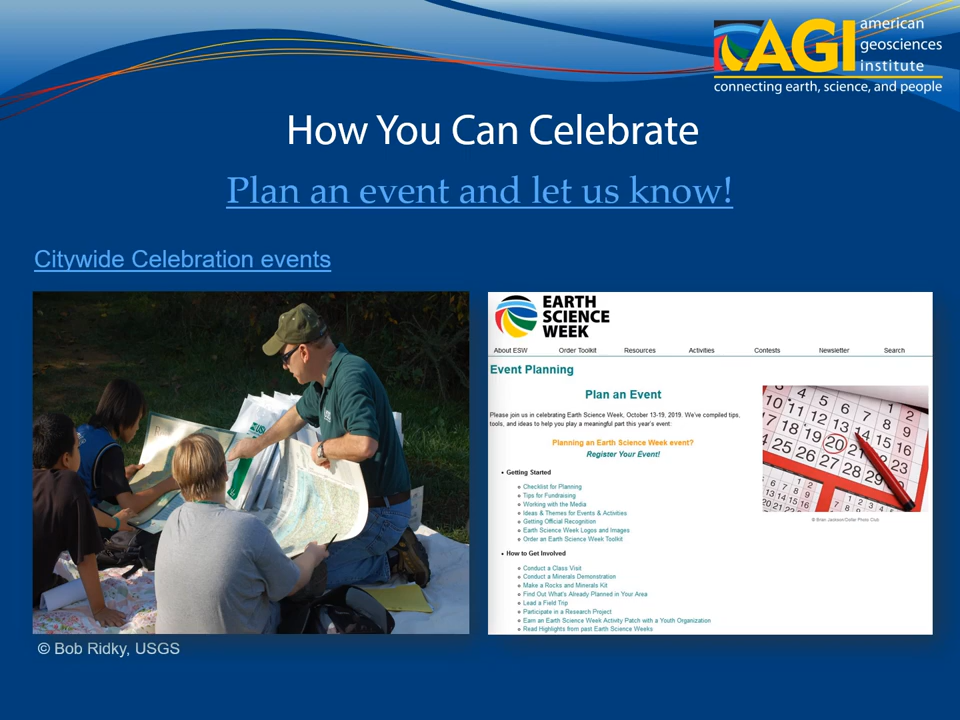 AGI
american
geosciences
institute
connecting earth, science, and people
How You Can Celebrate
Plan an event and let us know!
Citywide Celebration events
© Bob Ridky, USGS
EARTH
SCIENCE
WEEK
About ESW Order Toolkit Resources Activities Contests Newsletter Search
Event Planning
Plan an Event
Please join us in celebrating Earth Science Week, October 13-19, 2019. We've compiled tips,
tools, and ideas to help you play a meaningful part this year's event.
Planning an Earth Science Week event?
Register Your Event!
• Getting Started
Checklist for Planning
Tips for Fundraising
Working with the Media
Ideas & Themes for Events & Activities
Getting Official Recognition
Earth Science Week Logos and Images
Order an Earth Science Week Toolkit
• How to Get Involved
Conduct a Class Visit
Conduct a Minerals Demonstration
Make a Rocks and Minerals Kit
Find Out What's Already Planned in Your Area
Lead a Field Trip
Participate in a Research Project
Earn an Earth Science Week Activity Patch with a Youth Organization
Read Highlights from past Earth Science Weeks
© Brian Jackson/Dollar Photo Club